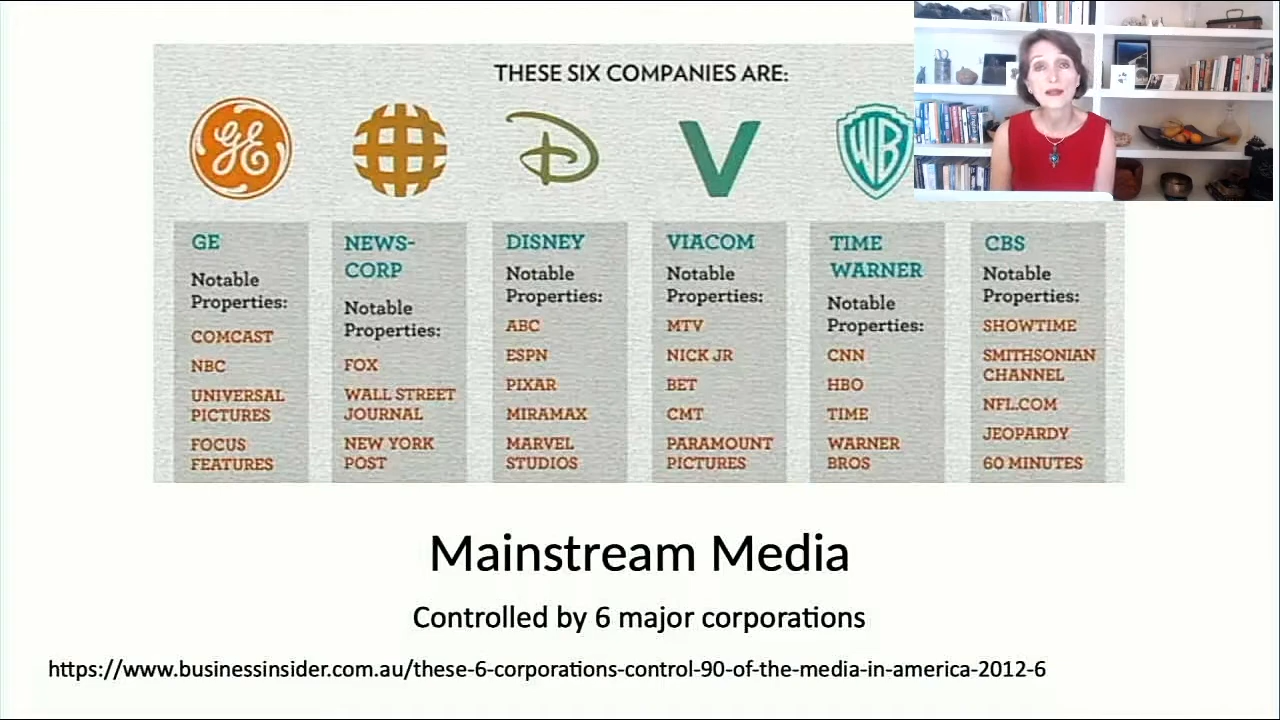 THESE SIX COMPANIES ARE:
GE
V
WB
GE
Notable
Properties:
COMCAST
NBC
UNIVERSAL
PICTURES
FOCUS
FEATURES
NEWS-
CORP
Notable
Properties:
FOX
WALL STREET
JOURNAL
NEW YORK
POST
DISNEY
Notable
Properties:
ABC
ESPN
PIXAR
MIRAMAX
MARVEL
STUDIOS
VIACOM
Notable
Properties:
MTV
NICK JR
BET
CMT
PARAMOUNT
PICTURES
TIME
WARNER
Notable
Properties:
CNN
HBO
TIME
WARNER
BROS
CBS
Notable
Properties:
SHOWTIME
SMITHSONIAN
CHANNEL
NFL.COM
JEOPARDY
60 MINUTES
Mainstream Media
Controlled by 6 major corporations
https://www.businessinsider.com.au/these-6-corporations-control-90-of-the-media-in-america-2012-6